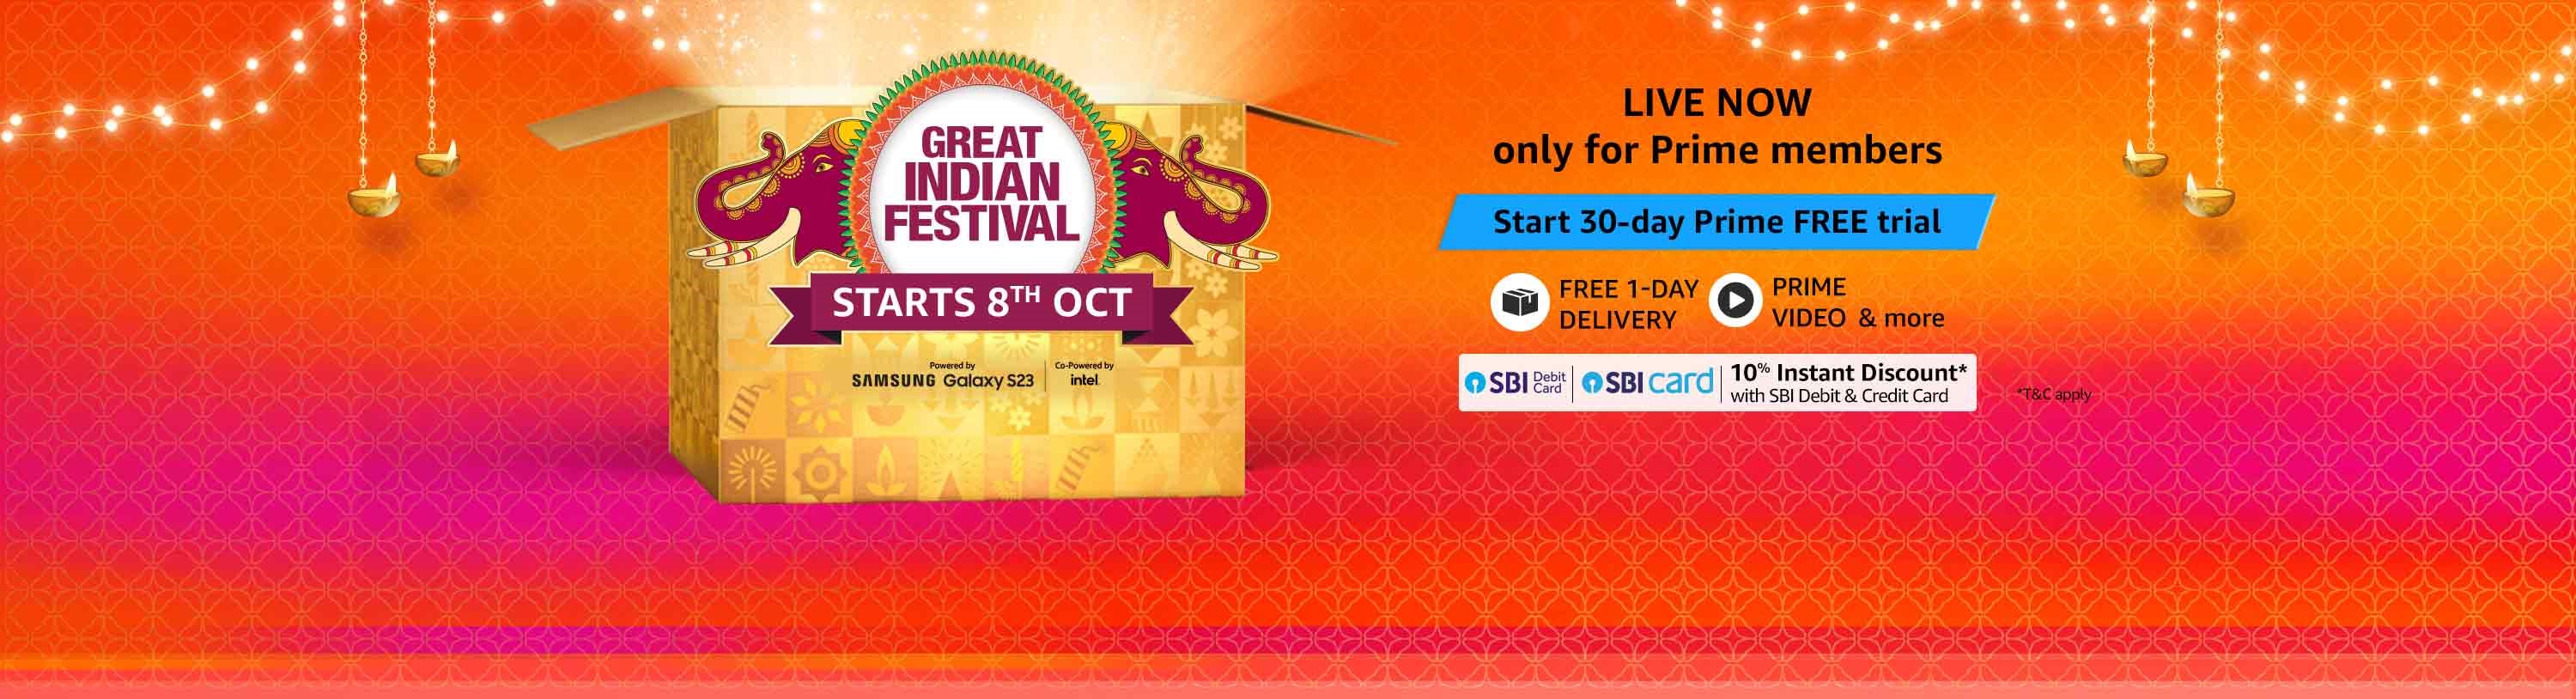 GREAT
INDIAN
FESTIVAL
STARTS 8TH OCT
Powered by
SAMSUNG Galaxy S23
Co-Powered by
intel
LIVE NOW
only for Prime members
Start 30-day Prime FREE trial
FREE 1-DAY
DELIVERY
PRIME
VIDEO & more
SBI Debit
Card
SBI card
10% Instant Discount*
with SBI Debit & Credit Card
*T&C apply